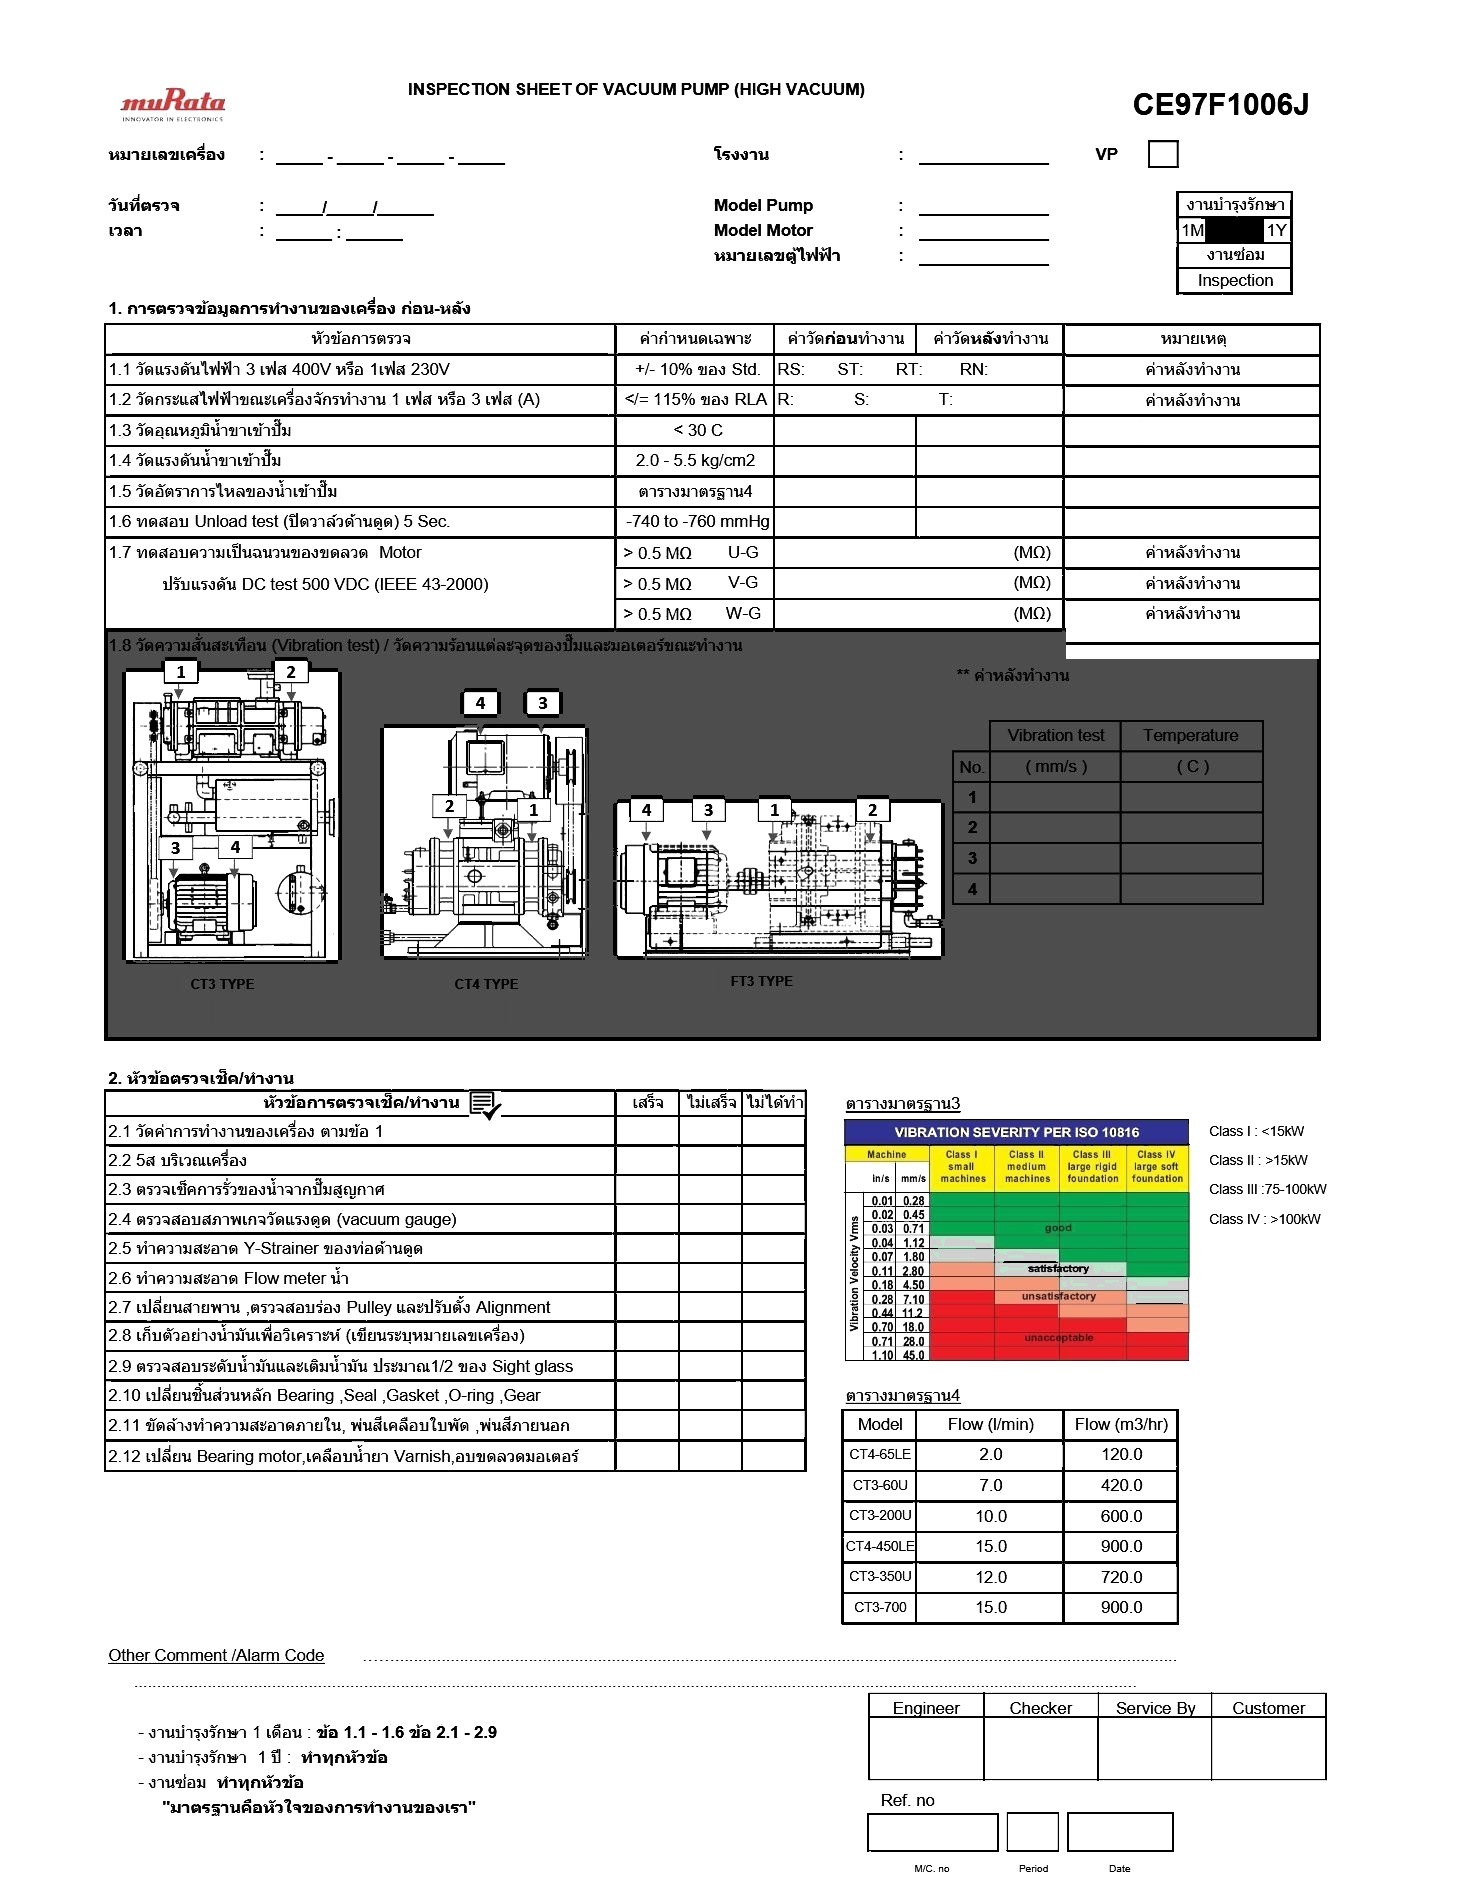 muRata
INNOVATOR IN ELECTRONICS
INSPECTION SHEET OF VACUUM PUMP (HIGH VACUUM)
CE97F1006J
หมายเลขเครื่อง : ____ - ____ - ____ - ____ โรงงาน : ____ VP
วันที่ตรวจ : ____/____/____ Model Pump : ____
เวลา : ____ : ____ Model Motor : ____
หมายเลขตู้ไฟฟ้า : ____
งานบำรุงรักษา
1M 1Y
งานซ่อม
Inspection
1. การตรวจข้อมูลการทำงานของเครื่อง ก่อน-หลัง
หัวข้อการตรวจ ค่ากำหนดเฉพาะ ค่าวัดก่อนทำงาน ค่าวัดหลังทำงาน หมายเหตุ
1.1 วัดแรงดันไฟฟ้า 3 เฟส 400V หรือ 1เฟส 230V +/- 10% ของ Std. RS: ST: RT: RN: ค่าหลังทำงาน
1.2 วัดกระแสไฟฟ้าขณะเครื่องจักรทำงาน 1 เฟส หรือ 3 เฟส (A) </= 115% ของ RLA R: S: T: ค่าหลังทำงาน
1.3 วัดอุณหภูมิน้ำขาเข้าปั๊ม < 30 C
1.4 วัดแรงดันน้ำขาเข้าปั๊ม 2.0 - 5.5 kg/cm2
1.5 วัดอัตราการไหลของน้ำเข้าปั๊ม ตารางมาตรฐาน4
1.6 ทดสอบ Unload test (ปิดวาล์วด้านดูด) 5 Sec. -740 to -760 mmHg
1.7 ทดสอบความเป็นฉนวนของขดลวด Motor > 0.5 MΩ U-G (MΩ) ค่าหลังทำงาน
ปรับแรงดัน DC test 500 VDC (IEEE 43-2000) > 0.5 MΩ V-G (MΩ) ค่าหลังทำงาน
> 0.5 MΩ W-G (MΩ) ค่าหลังทำงาน
1.8 วัดความสั่นสะเทือน (Vibration test) / วัดความร้อนแต่ละจุดของปั๊มและมอเตอร์ขณะทำงาน
** ค่าหลังทำงาน
1 2
3 4
CT3 TYPE
4 3
2 1
CT4 TYPE
4 3 1 2
FT3 TYPE
Vibration test Temperature
No. ( mm/s ) ( C )
1
2
3
4
2. หัวข้อตรวจเช็ค/ทำงาน
หัวข้อการตรวจเช็ค/ทำงาน เสร็จ ไม่เสร็จ ไม่ได้ทำ
2.1 วัดค่าการทำงานของเครื่อง ตามข้อ 1
2.2 5ส บริเวณเครื่อง
2.3 ตรวจเช็คการรั่วของน้ำจากปั๊มสูญกาศ
2.4 ตรวจสอบสภาพเกจวัดแรงดูด (vacuum gauge)
2.5 ทำความสะอาด Y-Strainer ของท่อด้านดูด
2.6 ทำความสะอาด Flow meter น้ำ
2.7 เปลี่ยนสายพาน ,ตรวจสอบร่อง Pulley และปรับตั้ง Alignment
2.8 เก็บตัวอย่างน้ำมันเพื่อวิเคราะห์ (เขียนระบุหมายเลขเครื่อง)
2.9 ตรวจสอบระดับน้ำมันและเติมน้ำมัน ประมาณ1/2 ของ Sight glass
2.10 เปลี่ยนชิ้นส่วนหลัก Bearing ,Seal ,Gasket ,O-ring ,Gear
2.11 ขัดล้างทำความสะอาดภายใน, พ่นสีเคลือบใบพัด ,พ่นสีภายนอก
2.12 เปลี่ยน Bearing motor,เคลือบน้ำยา Varnish,อบขดลวดมอเตอร์
ตารางมาตรฐาน3
VIBRATION SEVERITY PER ISO 10816
Machine Class I small machines Class II medium machines Class III large rigid foundation Class IV large soft foundation
in/s mm/s
Vibration Velocity Vrms
0.01 0.28
0.02 0.45
0.03 0.71 good
0.04 1.12
0.07 1.80
0.11 2.80 satisfactory
0.18 4.50
0.28 7.10 unsatisfactory
0.44 11.2
0.70 18.0
0.71 28.0 unacceptable
1.10 45.0
Class I : <15kW
Class II : >15kW
Class III :75-100kW
Class IV : >100kW
ตารางมาตรฐาน4
Model Flow (l/min) Flow (m3/hr)
CT4-65LE 2.0 120.0
CT3-60U 7.0 420.0
CT3-200U 10.0 600.0
CT4-450LE 15.0 900.0
CT3-350U 12.0 720.0
CT3-700 15.0 900.0
Other Comment /Alarm Code
- งานบำรุงรักษา 1 เดือน : ข้อ 1.1 - 1.6 ข้อ 2.1 - 2.9
- งานบำรุงรักษา 1 ปี : ทำทุกหัวข้อ
- งานซ่อม ทำทุกหัวข้อ
"มาตรฐานคือหัวใจของการทำงานของเรา"
Engineer Checker Service By Customer
Ref. no
M/C. no Period Date